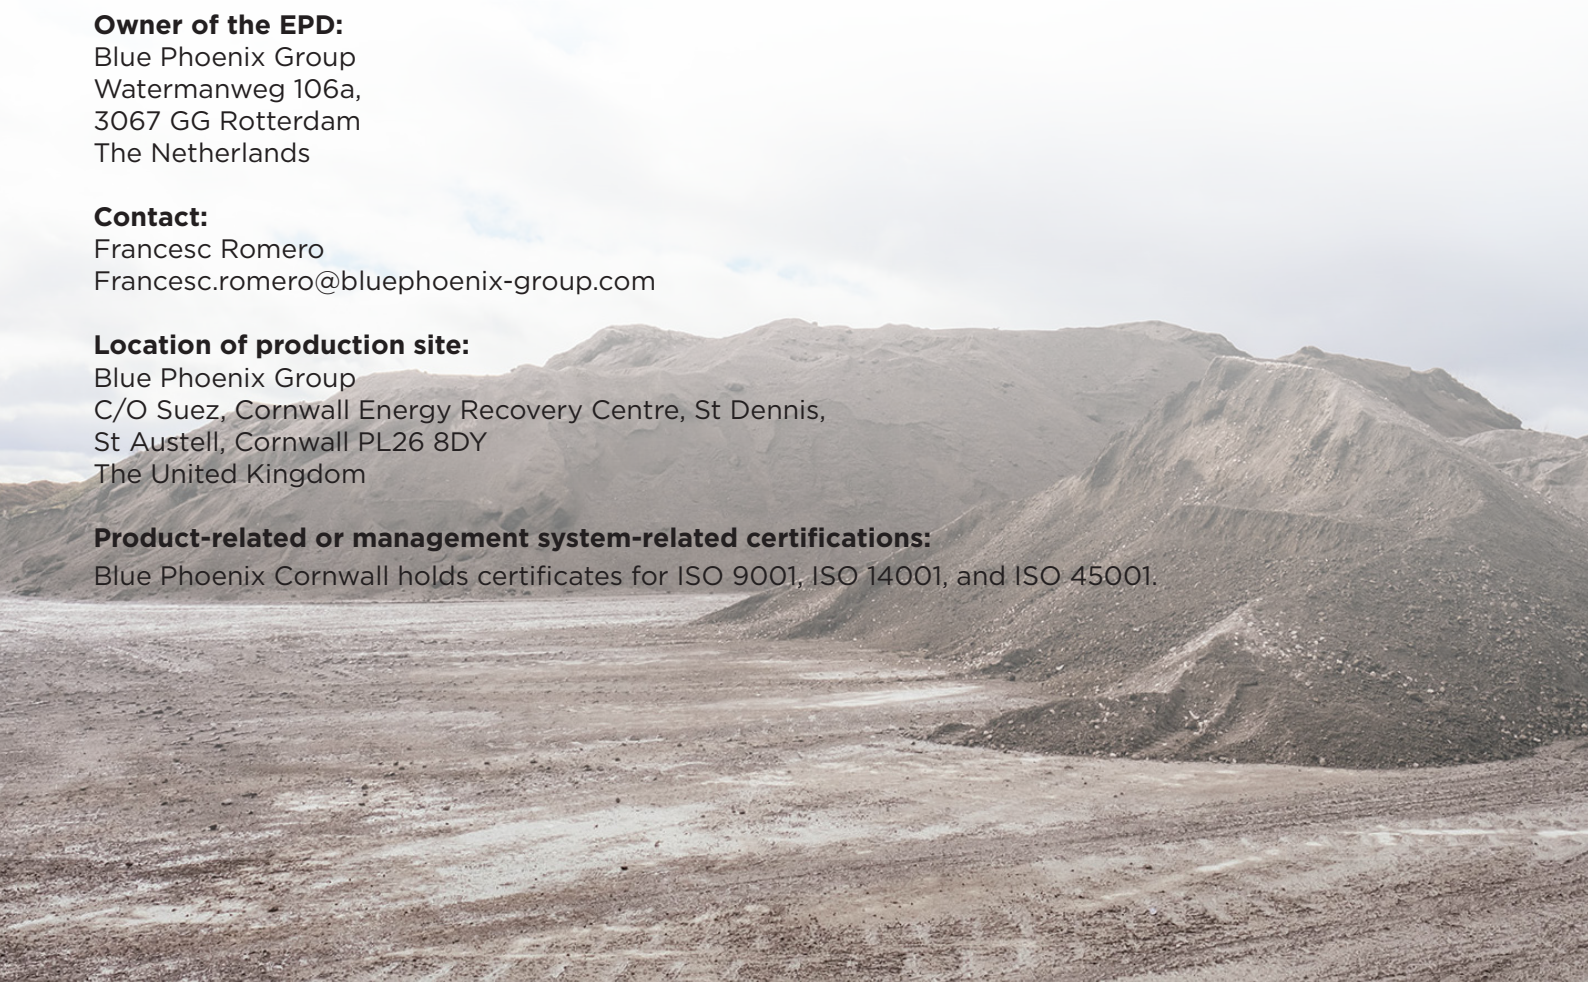 Owner of the EPD:
Blue Phoenix Group
Watermanweg 106a,
3067 GG Rotterdam
The Netherlands
Contact:
Francesc Romero
Francesc.romero@bluephoenix-group.com
Location of production site:
Blue Phoenix Group
C/O Suez, Cornwall Energy Recovery Centre, St Dennis,
St Austell, Cornwall PL26 8DY
The United Kingdom
Product-related or management system-related certifications:
Blue Phoenix Cornwall holds certificates for ISO 9001, ISO 14001, and ISO 45001.